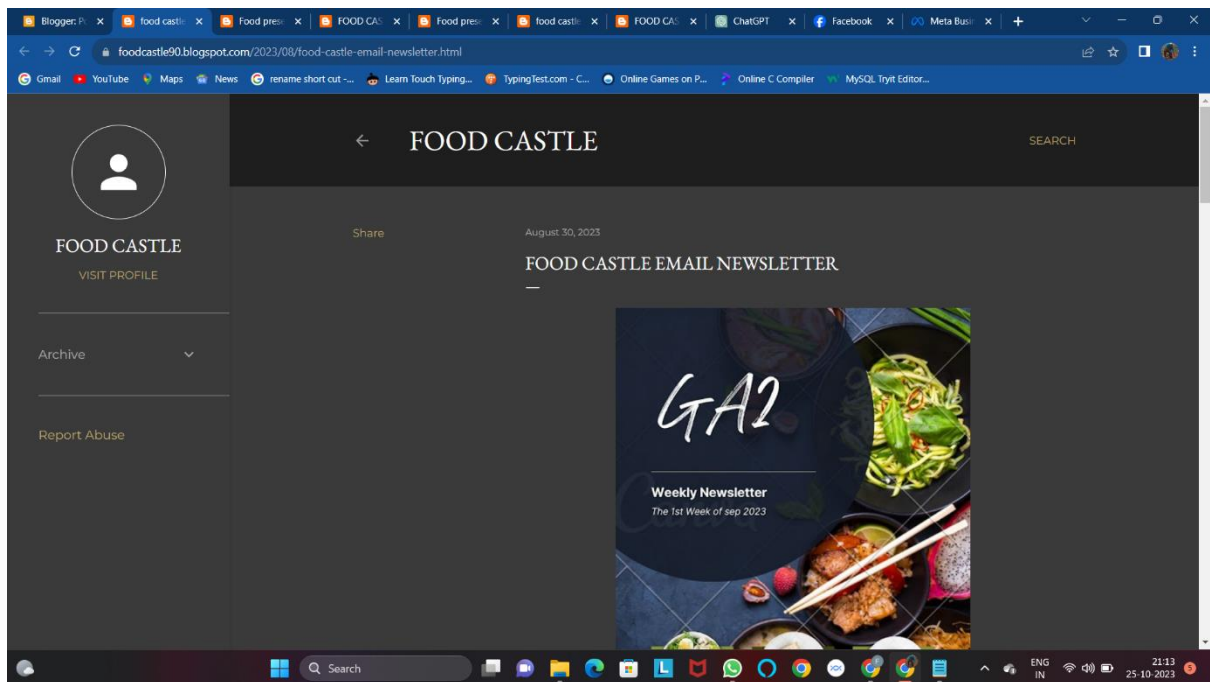 Blogger: Po
food castle
Food prese
FOOD CAS
Food prese
food castle
FOOD CAS
ChatGPT
Facebook
Meta Busin
foodcastle90.blogspot.com/2023/08/food-castle-email-newsletter.html
Gmail YouTube Maps News rename short cut -... Learn Touch Typing... TypingTest.com - C... Online Games on P... Online C Compiler MySQL Tryit Editor...
FOOD CASTLE
SEARCH
FOOD CASTLE
VISIT PROFILE
Archive
Report Abuse
Share
August 30, 2023
FOOD CASTLE EMAIL NEWSLETTER
GA2
Weekly Newsletter
The 1st Week of sep 2023
Canva
Search
ENG
IN
21:13
25-10-2023
5